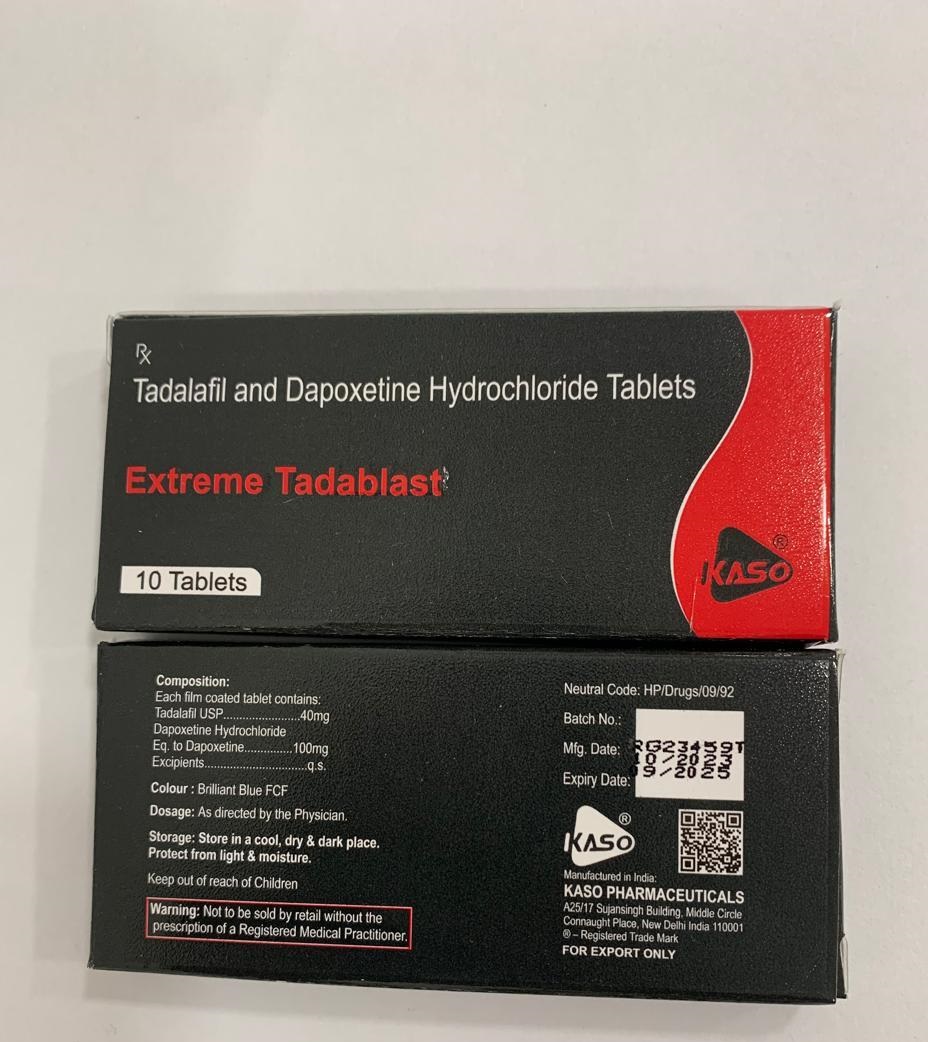 Rx
Tadalafil and Dapoxetine Hydrochloride Tablets
Extreme Tadablast
10 Tablets
KASO®
Composition:
Each film coated tablet contains:
Tadalafil USP.......................40mg
Dapoxetine Hydrochloride
Eq. to Dapoxetine..............100mg
Excipients...............................q.s.
Colour : Brilliant Blue FCF
Dosage: As directed by the Physician.
Storage: Store in a cool, dry & dark place.
Protect from light & moisture.
Keep out of reach of Children
Warning: Not to be sold by retail without the
prescription of a Registered Medical Practitioner.
Neutral Code: HP/Drugs/09/92
Batch No.: RG23459T
Mfg. Date: 10/2023
Expiry Date: 09/2025
KASO®
Manufactured in India:
KASO PHARMACEUTICALS
A25/17 Sujansingh Building, Middle Circle
Connaught Place, New Delhi India 110001
® – Registered Trade Mark
FOR EXPORT ONLY